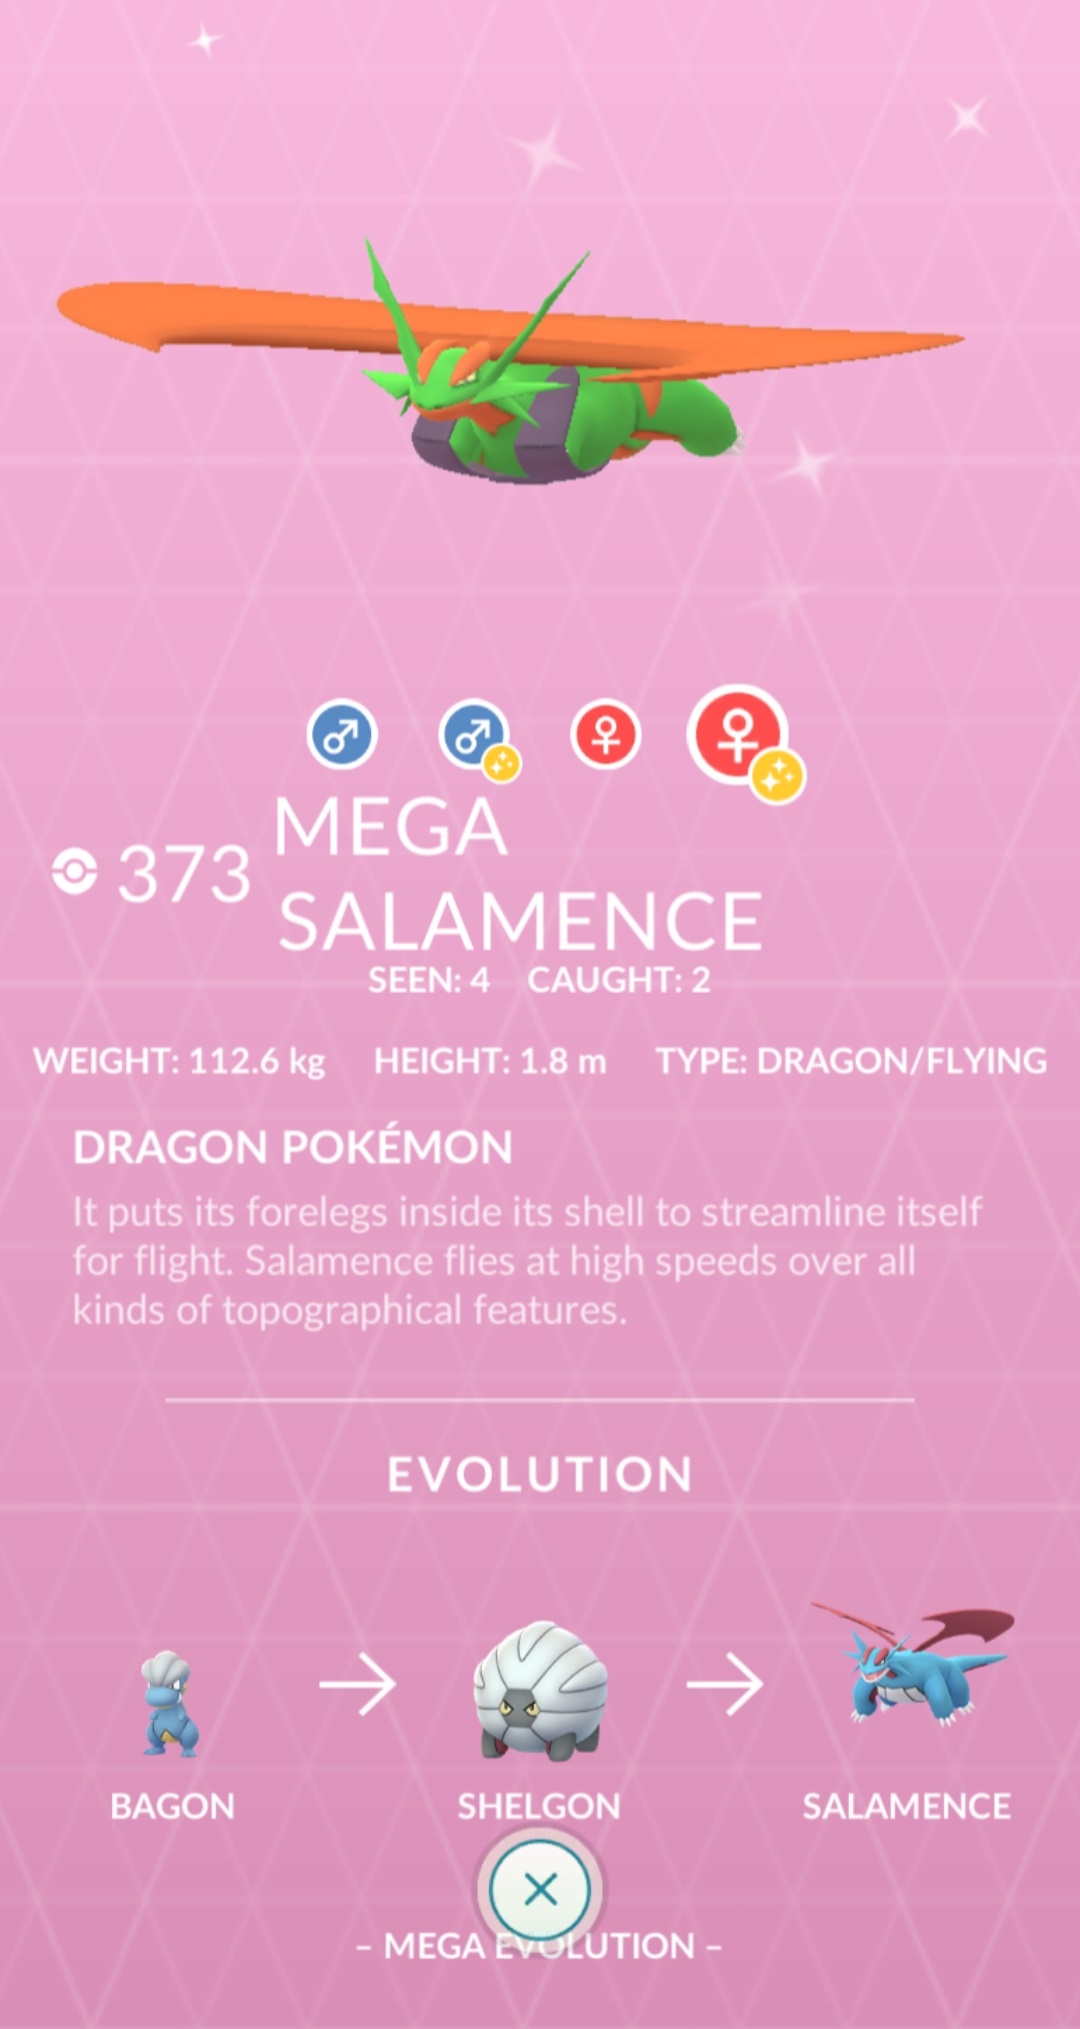 373 MEGA
SALAMENCE
SEEN: 4 CAUGHT: 2
WEIGHT: 112.6 kg HEIGHT: 1.8 m TYPE: DRAGON/FLYING
DRAGON POKÉMON
It puts its forelegs inside its shell to streamline itself
for flight. Salamence flies at high speeds over all
kinds of topographical features.
EVOLUTION
BAGON SHELGON SALAMENCE
– MEGA EVOLUTION –